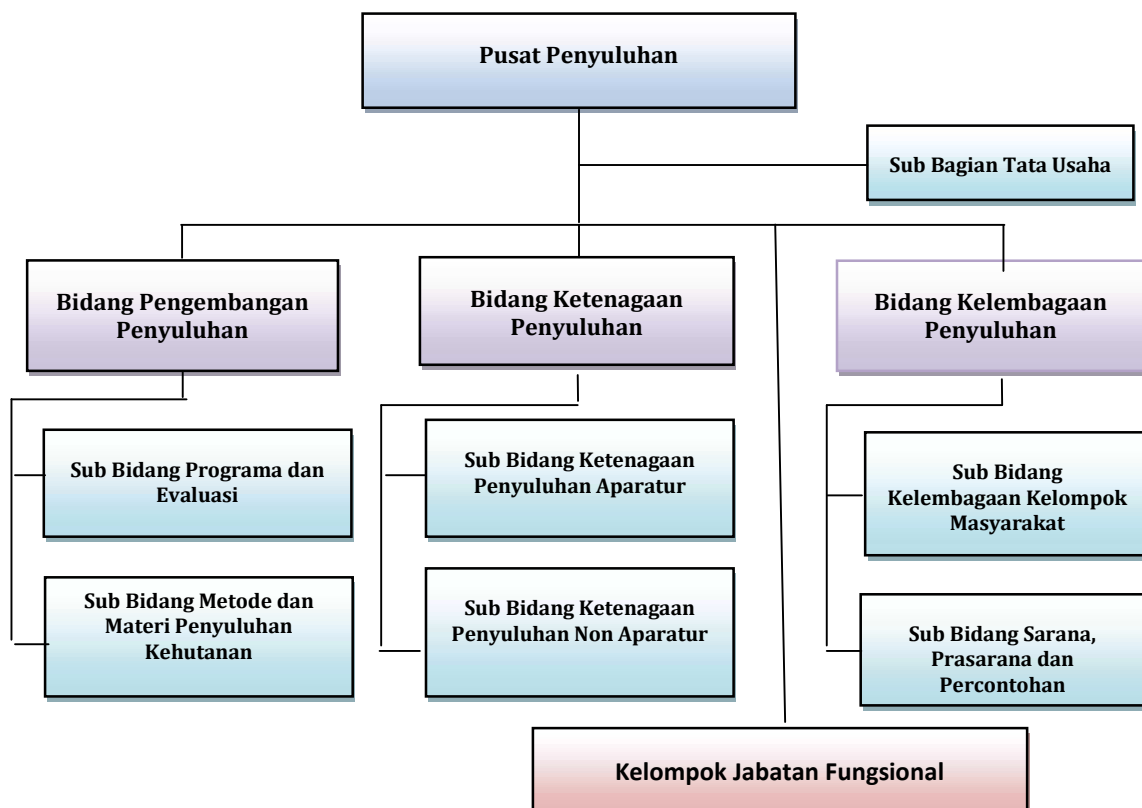 Pusat Penyuluhan
Sub Bagian Tata Usaha
Bidang Pengembangan
Penyuluhan
Bidang Ketenagaan
Penyuluhan
Bidang Kelembagaan
Penyuluhan
Sub Bidang Programa dan
Evaluasi
Sub Bidang Ketenagaan
Penyuluhan Aparatur
Sub Bidang
Kelembagaan Kelompok
Masyarakat
Sub Bidang Metode dan
Materi Penyuluhan
Kehutanan
Sub Bidang Ketenagaan
Penyuluhan Non Aparatur
Sub Bidang Sarana,
Prasarana dan
Percontohan
Kelompok Jabatan Fungsional